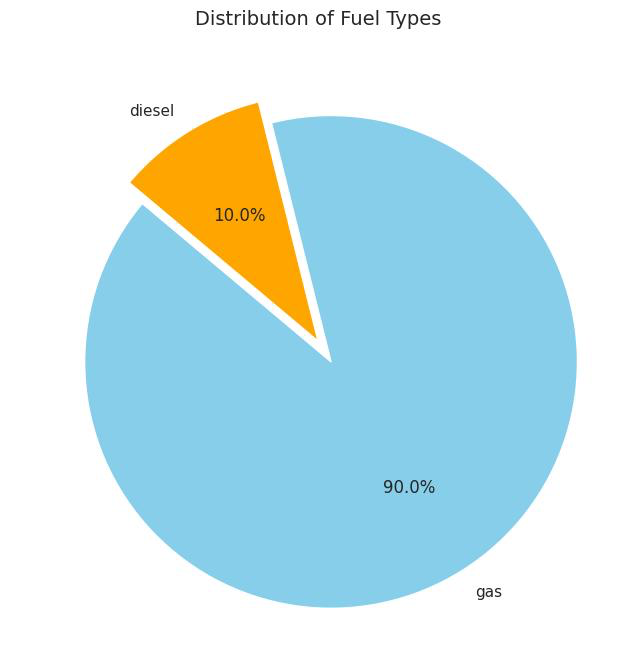 Distribution of Fuel Types
diesel
10.0%
90.0%
gas